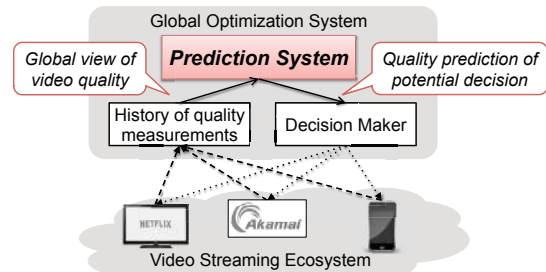 Global Optimization System
Global view of
video quality
Prediction System
Quality prediction of
potential decision
History of quality
measurements
Decision Maker
NETFLIX
Akamai
Video Streaming Ecosystem